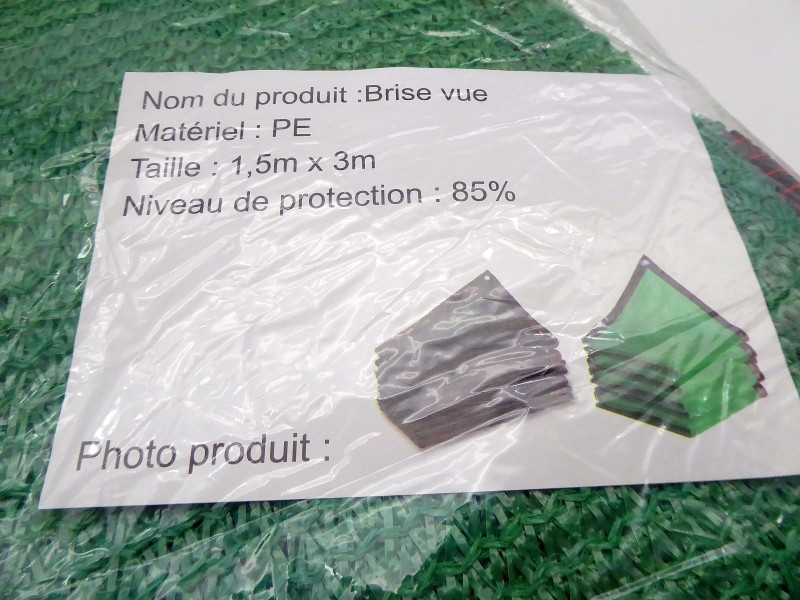 Nom du produit :Brise vue
Matériel : PE
Taille : 1,5m x 3m
Niveau de protection : 85%
Photo produit :